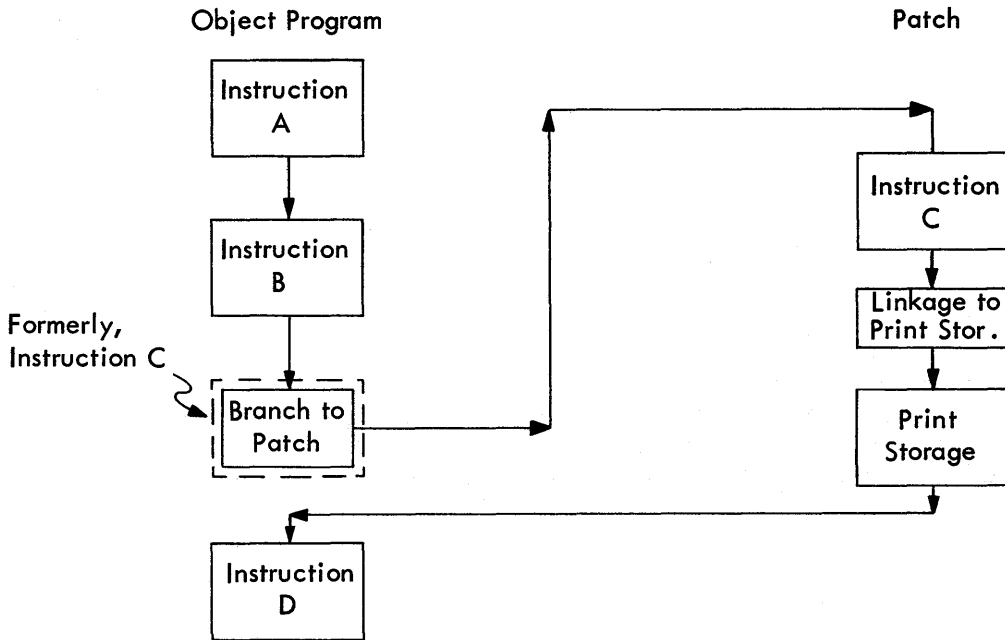 Object Program
Patch
Instruction
A
Instruction
B
Formerly,
Instruction C
Branch to
Patch
Instruction
D
Instruction
C
Linkage to
Print Stor.
Print
Storage